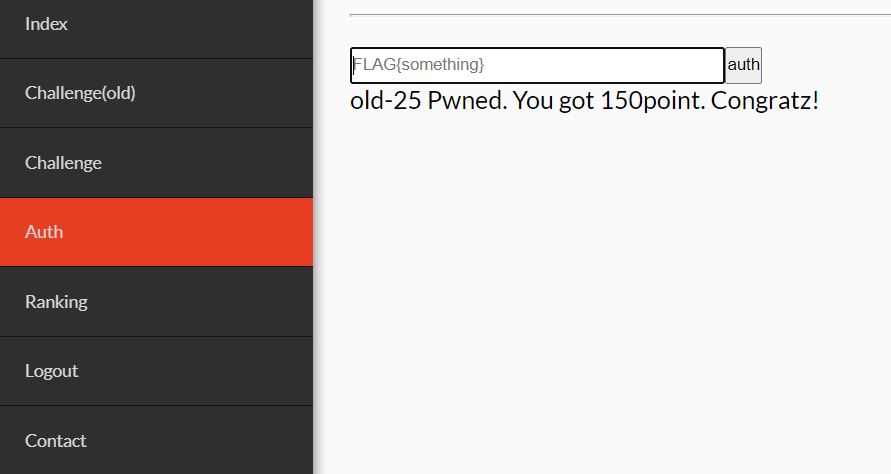 Index
Challenge(old)
Challenge
Auth
Ranking
Logout
Contact
FLAG{something}
auth
old-25 Pwned. You got 150point. Congratz!